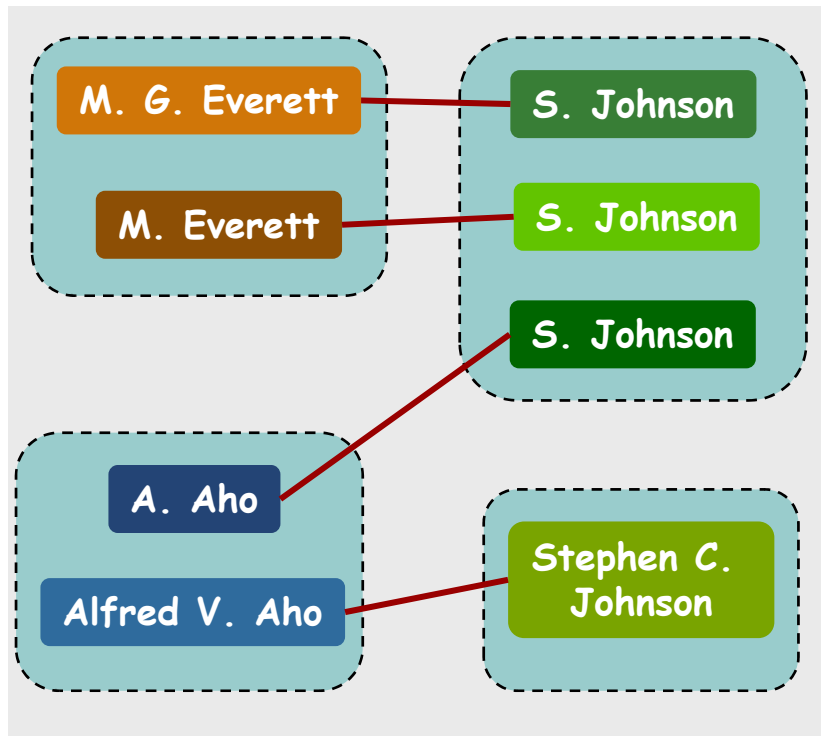 M. G. Everett
S. Johnson
M. Everett
S. Johnson
S. Johnson
A. Aho
Stephen C.
Johnson
Alfred V. Aho